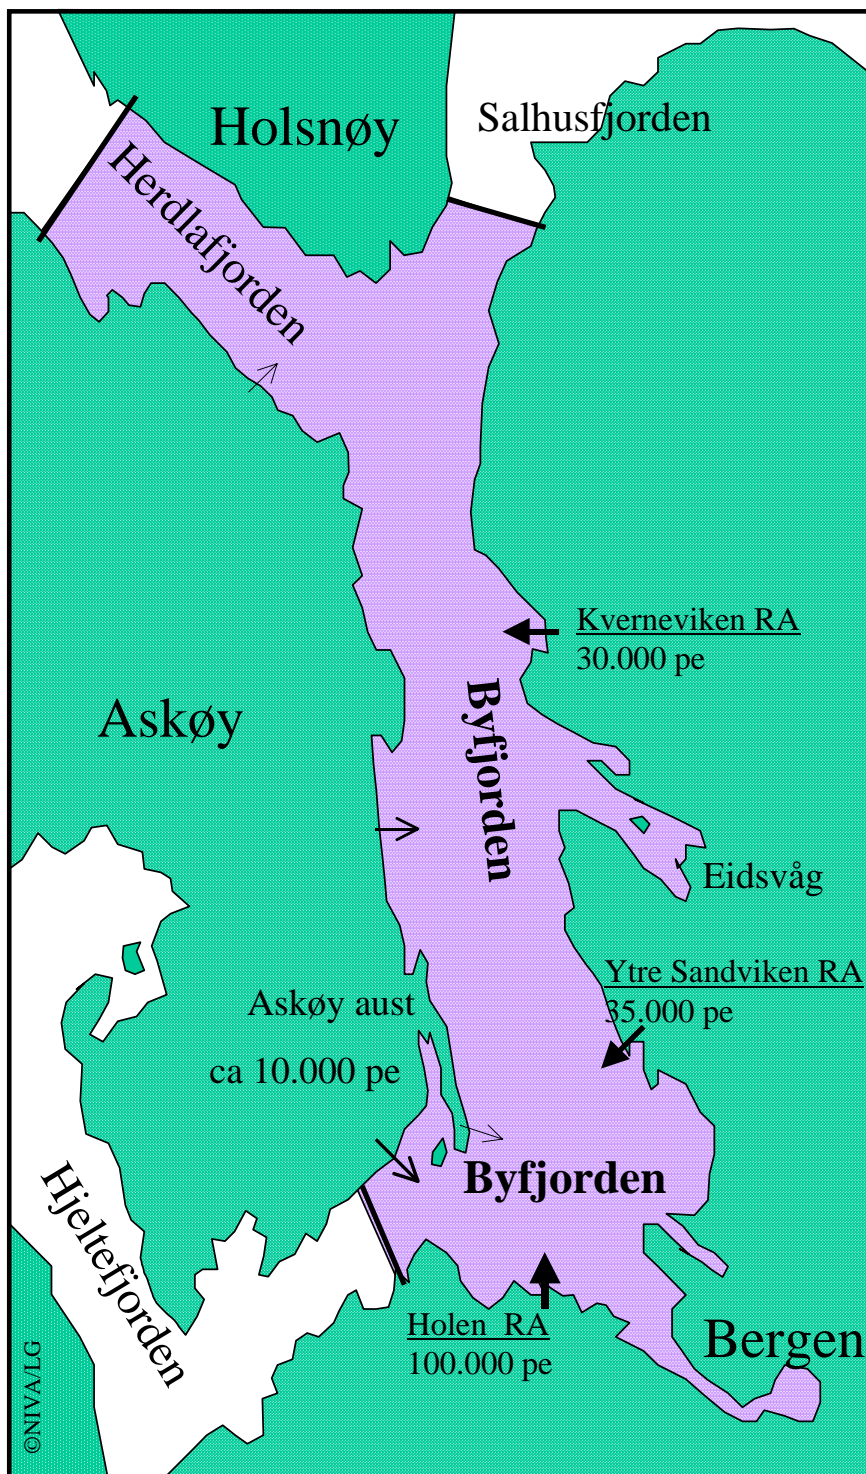 Holsnøy
Salhusfjorden
Herdlafjorden
Kverneviken RA
30.000 pe
Askøy
Byfjorden
Eidsvåg
Ytre Sandviken RA
35.000 pe
Askøy aust
ca 10.000 pe
Byfjorden
Hjeltefjorden
Holen RA
100.000 pe
Bergen
©NIVA/LG